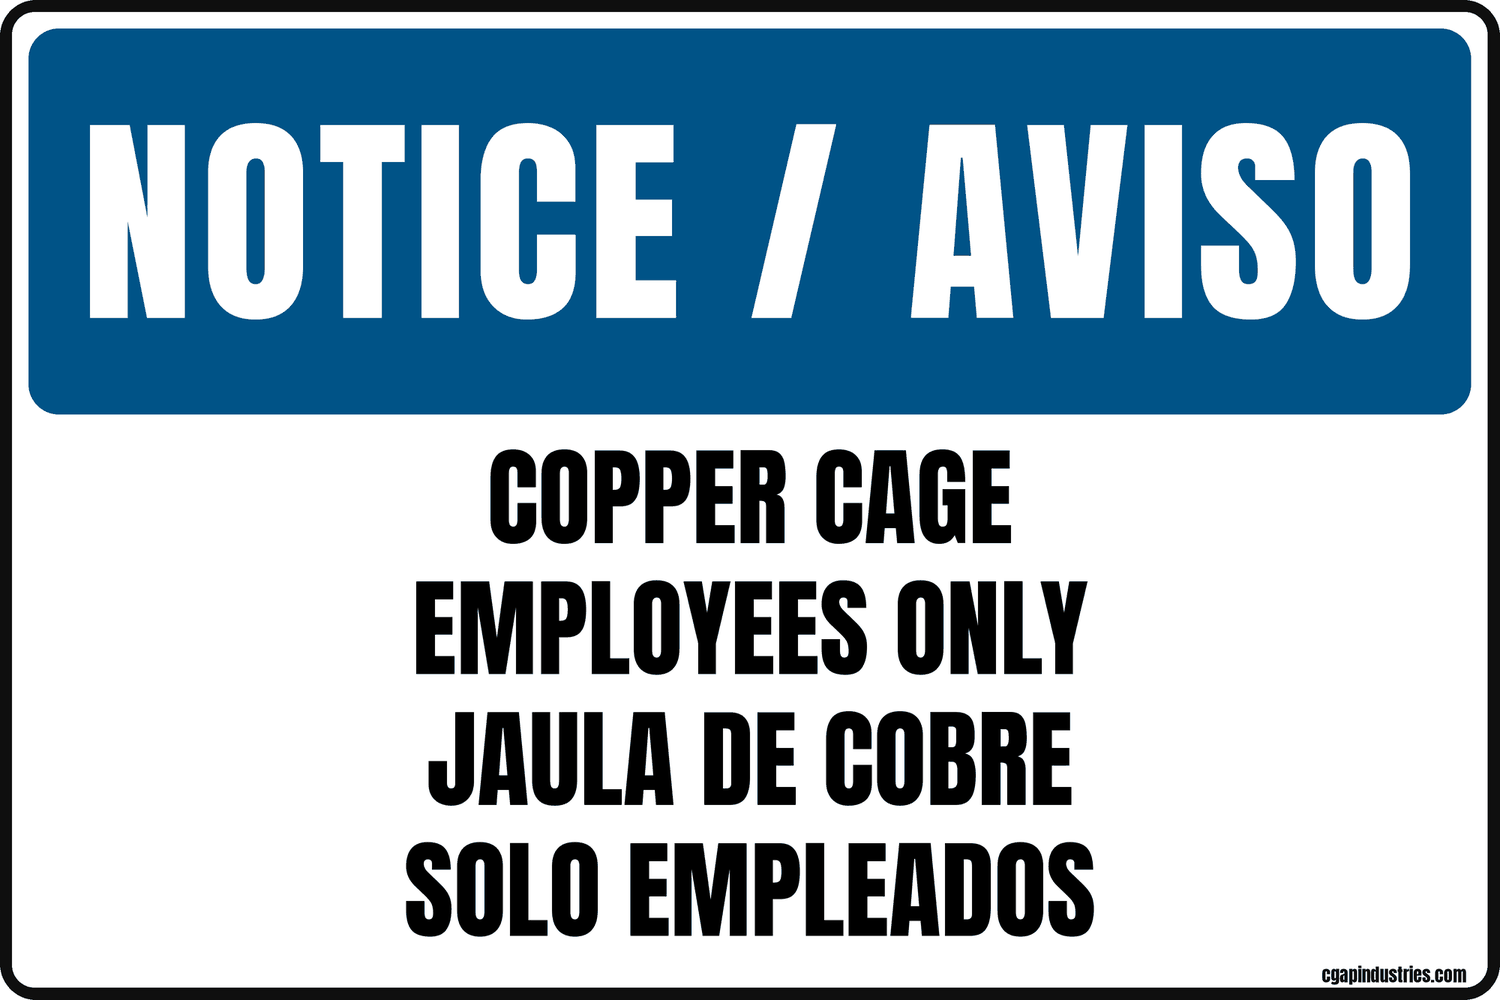 NOTICE / AVISO
COPPER CAGE
EMPLOYEES ONLY
JAULA DE COBRE
SOLO EMPLEADOS
cgapindustries.com